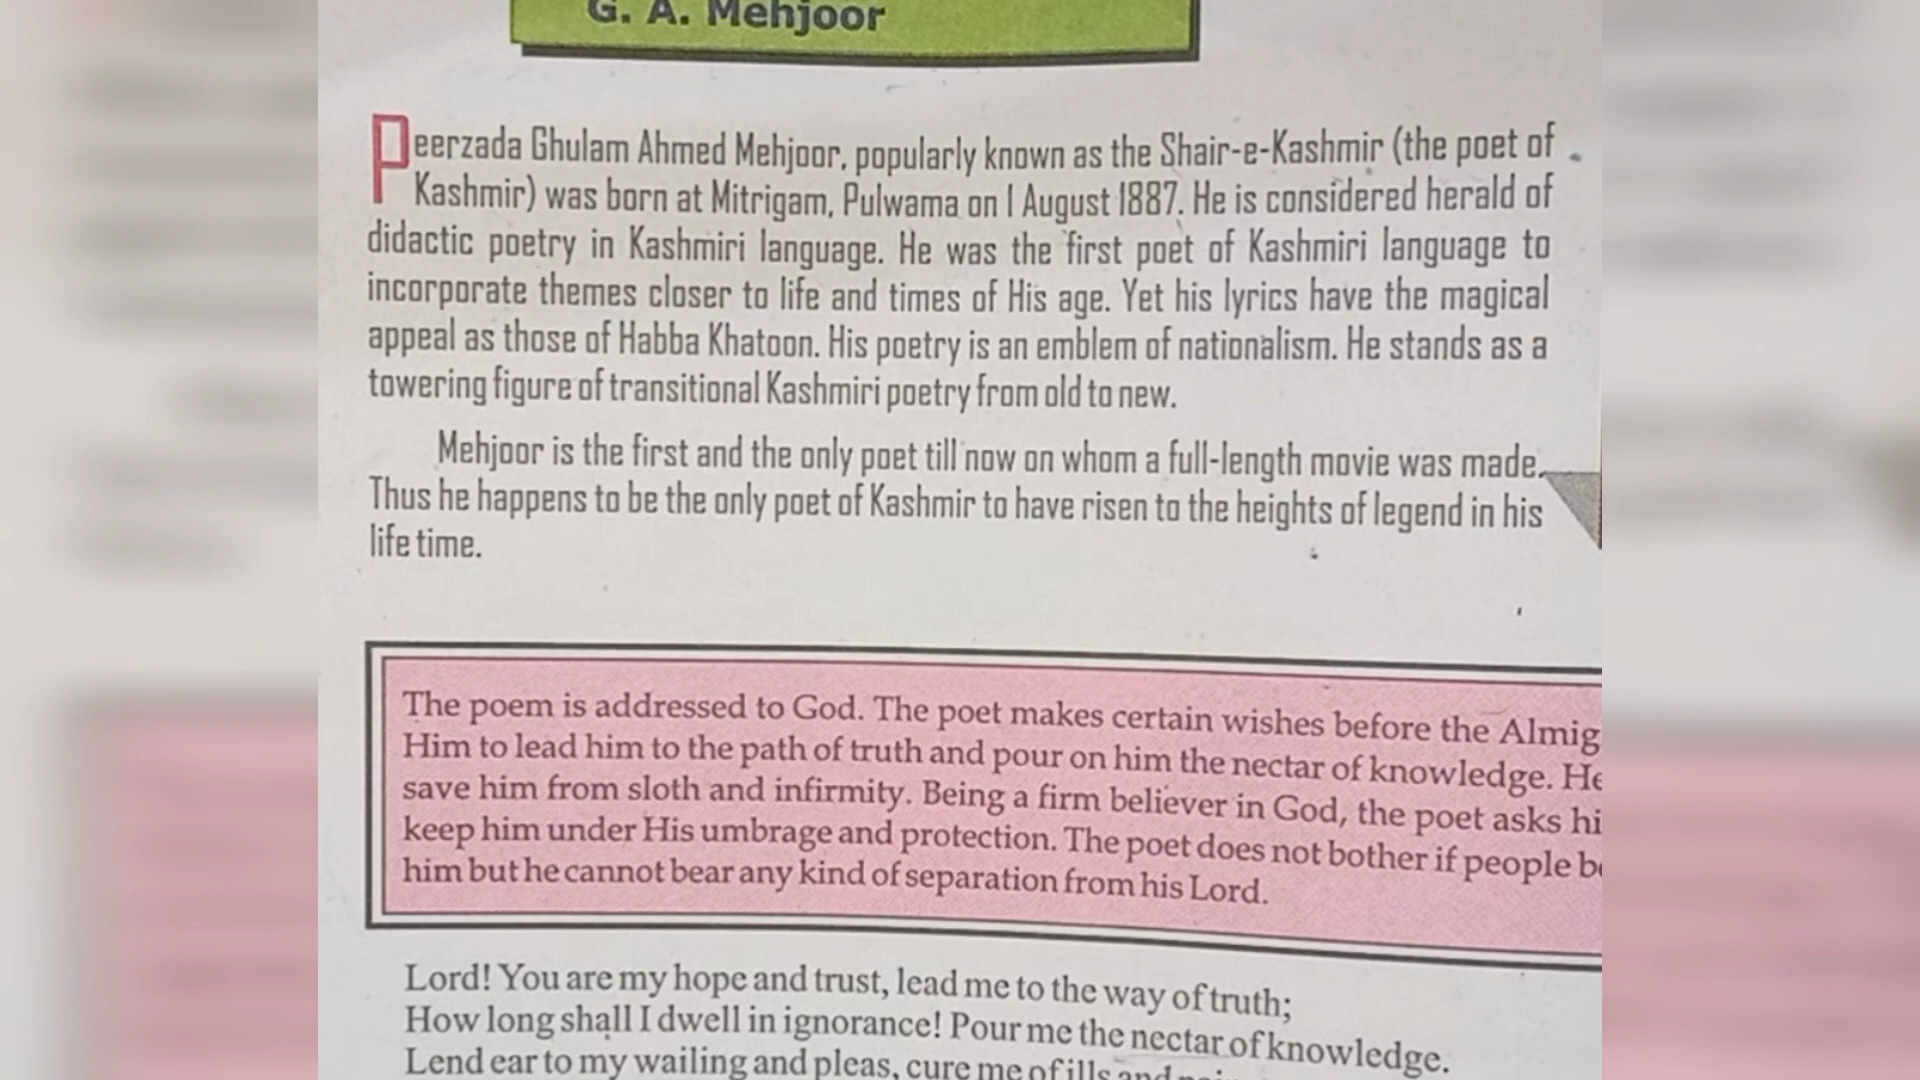 G. A. Mehjoor
Peerzada Ghulam Ahmed Mehjoor, popularly known as the Shair-e-Kashmir (the poet of
Kashmir) was born at Mitrigam, Pulwama on 1 August 1887. He is considered herald of
didactic poetry in Kashmiri language. He was the first poet of Kashmiri language to
incorporate themes closer to life and times of His age. Yet his lyrics have the magical
appeal as those of Habba Khatoon. His poetry is an emblem of nationalism. He stands as a
towering figure of transitional Kashmiri poetry from old to new.
Mehjoor is the first and the only poet till now on whom a full-length movie was made.
Thus he happens to be the only poet of Kashmir to have risen to the heights of legend in his
life time.
The poem is addressed to God. The poet makes certain wishes before the Almig
Him to lead him to the path of truth and pour on him the nectar of knowledge. He
save him from sloth and infirmity. Being a firm believer in God, the poet asks hi
keep him under His umbrage and protection. The poet does not bother if people
him but he cannot bear any kind of separation from his Lord.
Lord! You are my hope and trust, lead me to the way of truth;
How long shall I dwell in ignorance! Pour me the nectar of knowledge.
Lend ear to my wailing and pleas, cure me of ills and